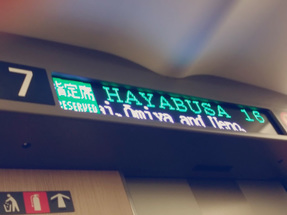 7
指定席 HAYABUSA 16
RESERVED i, Omiya and Ueno.